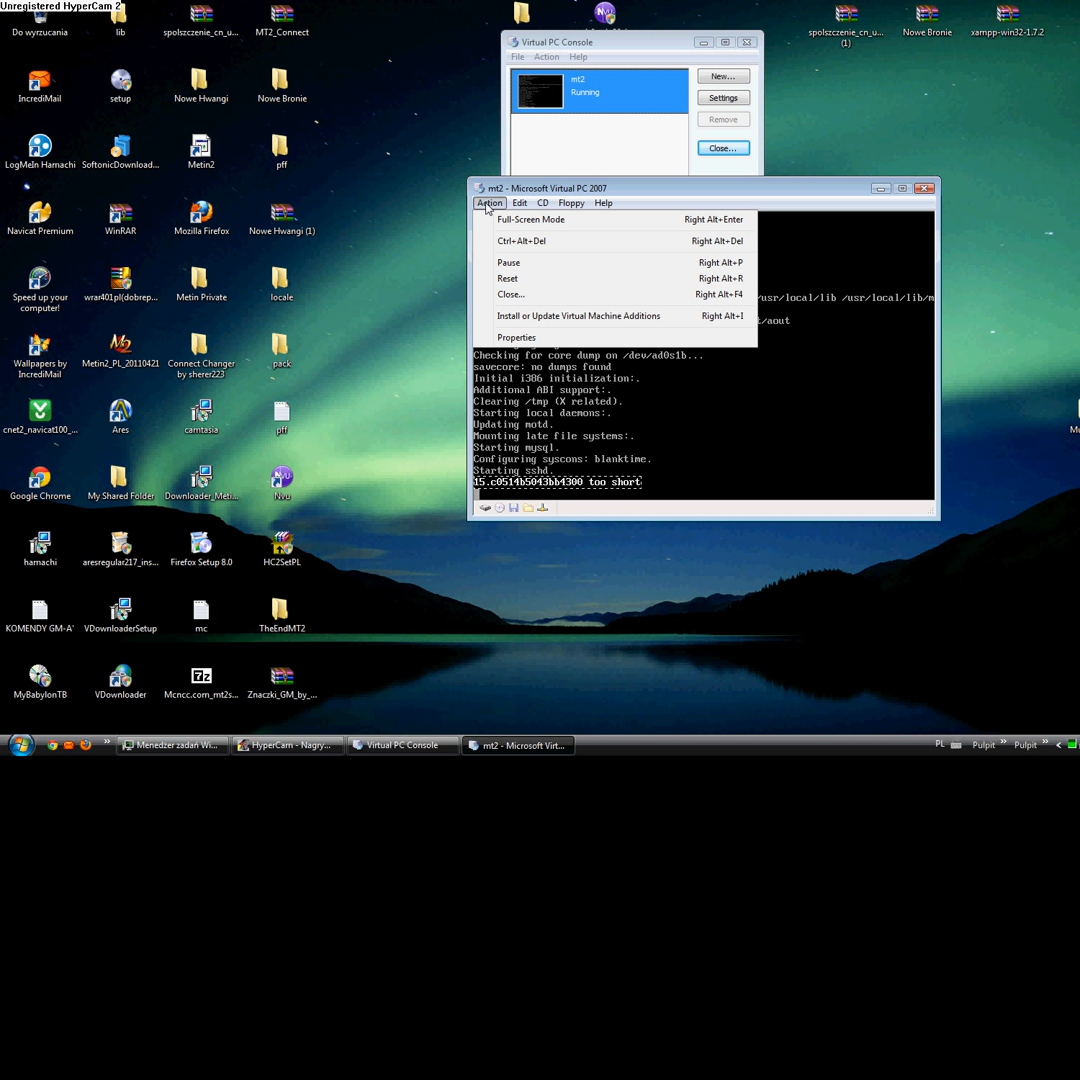 Unregistered HyperCam 2
Do wyrzucania
lib
spolszczenie_cn_u...
MT2_Connect
spolszczenie_cn_u...
(1)
Nowe Bronie
xampp-win32-1.7.2
IncrediMail
setup
Nowe Hwangi
Nowe Bronie
LogMeIn Hamachi
SoftonicDownload...
Metin2
pff
Navicat Premium
WinRAR
Mozilla Firefox
Nowe Hwangi (1)
Speed up your
computer!
wrar401pl(dobrep...
Metin Private
locale
Wallpapers by
IncrediMail
Metin2_PL_20110421
Connect Changer
by sherer223
pack
cnet2_navicat100_...
Ares
camtasia
pff
Google Chrome
My Shared Folder
Downloader_Meti...
Nvu
hamachi
aresregular217_ins...
Firefox Setup 8.0
HC2SetPL
KOMENDY GM-A'
VDownloaderSetup
mc
TheEndMT2
MyBabylonTB
VDownloader
Mcncc.com_mt2s...
Znaczki_GM_by_...
Virtual PC Console
File Action Help
mt2
Running
New...
Settings
Remove
Close...
mt2 - Microsoft Virtual PC 2007
Action Edit CD Floppy Help
Full-Screen Mode Right Alt+Enter
Ctrl+Alt+Del Right Alt+Del
Pause Right Alt+P
Reset Right Alt+R
Close... Right Alt+F4
Install or Update Virtual Machine Additions Right Alt+I
Properties
/usr/local/lib /usr/local/lib/m
t/aout
Checking for core dump on /dev/ad0s1b...
savecore: no dumps found
Initial i386 initialization:.
Additional ABI support:.
Clearing /tmp (X related).
Starting local daemons:.
Updating motd.
Mounting late file systems:.
Starting mysql.
Configuring syscons: blanktime.
Starting sshd.
15.c0514b5043bb4300 too short
Menedżer zadań Wi...
HyperCam - Nagry...
Virtual PC Console
mt2 - Microsoft Virt...
PL
Pulpit
Pulpit